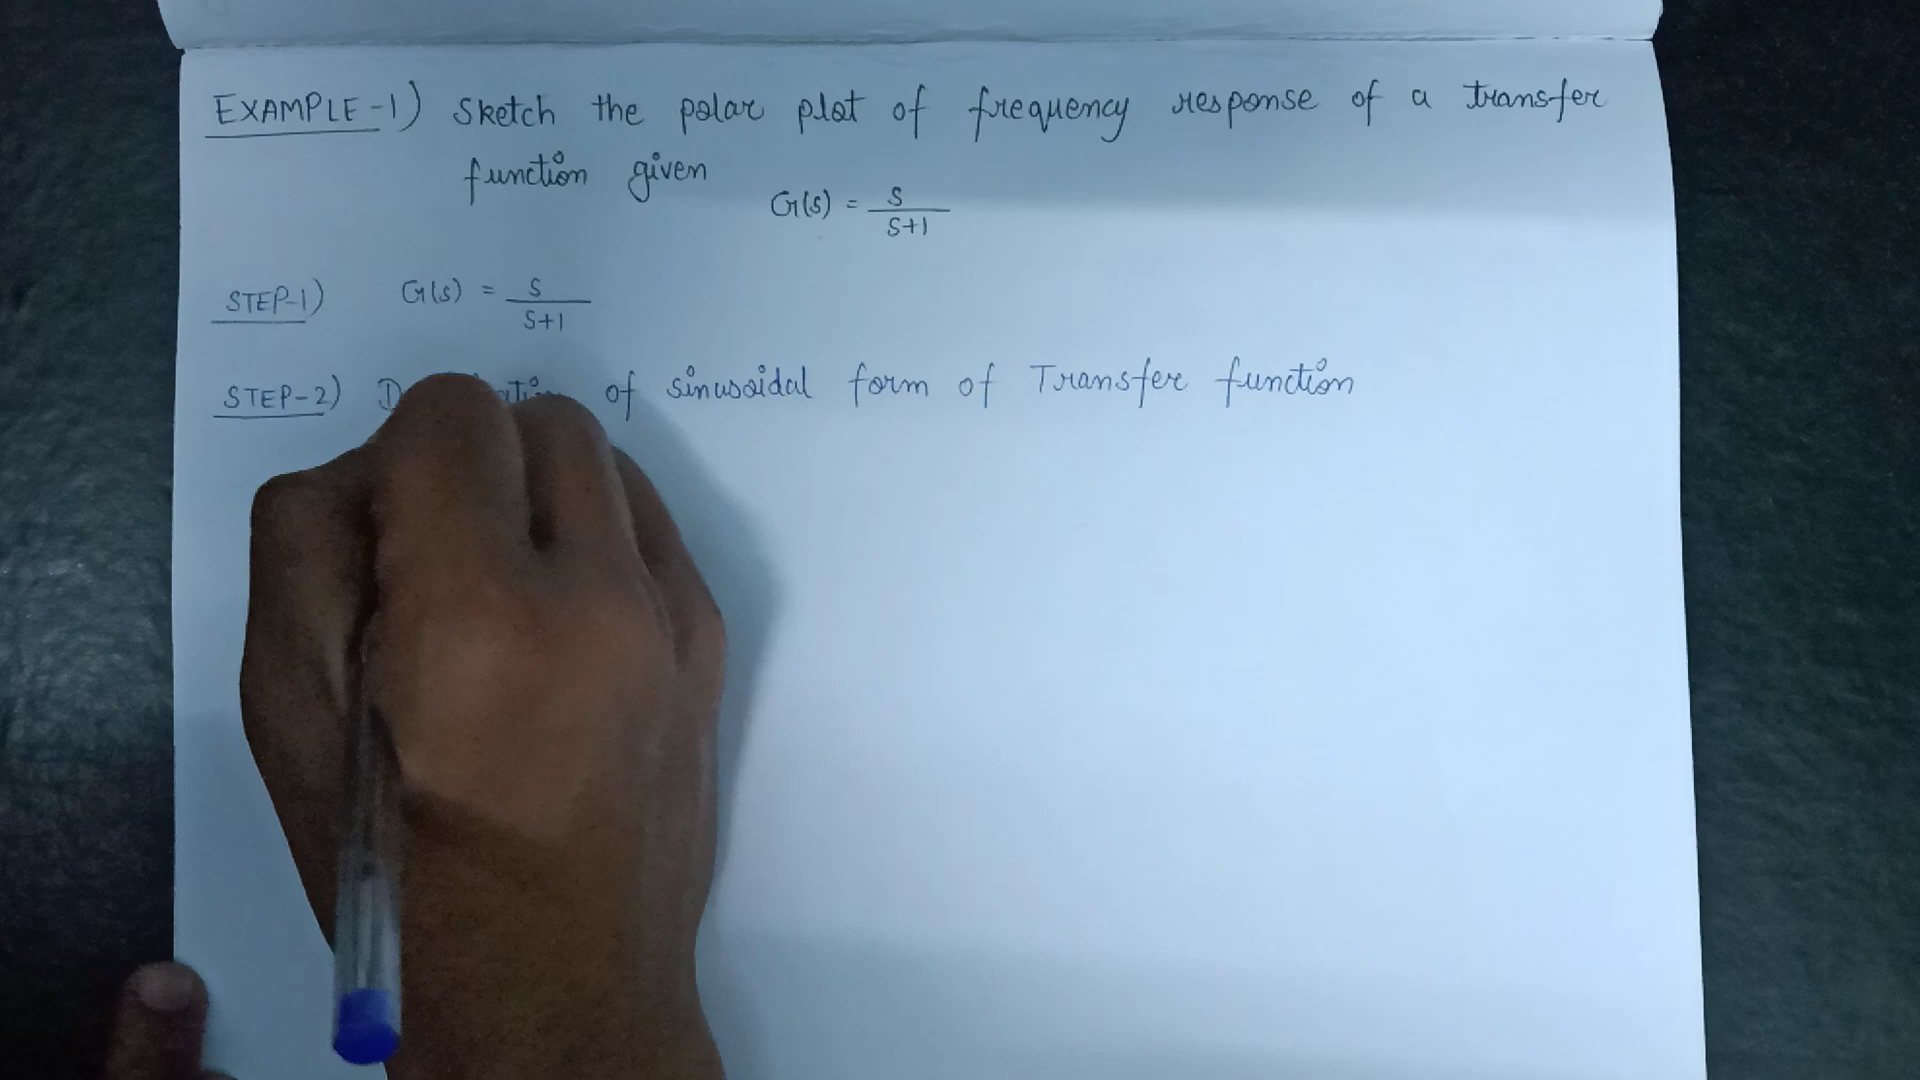 EXAMPLE-1) Sketch the polar plot of frequency response of a transfer
function given
G(s) = s/(s+1)
STEP-1) G(s) = s/(s+1)
STEP-2) of sinusoidal form of Transfer function